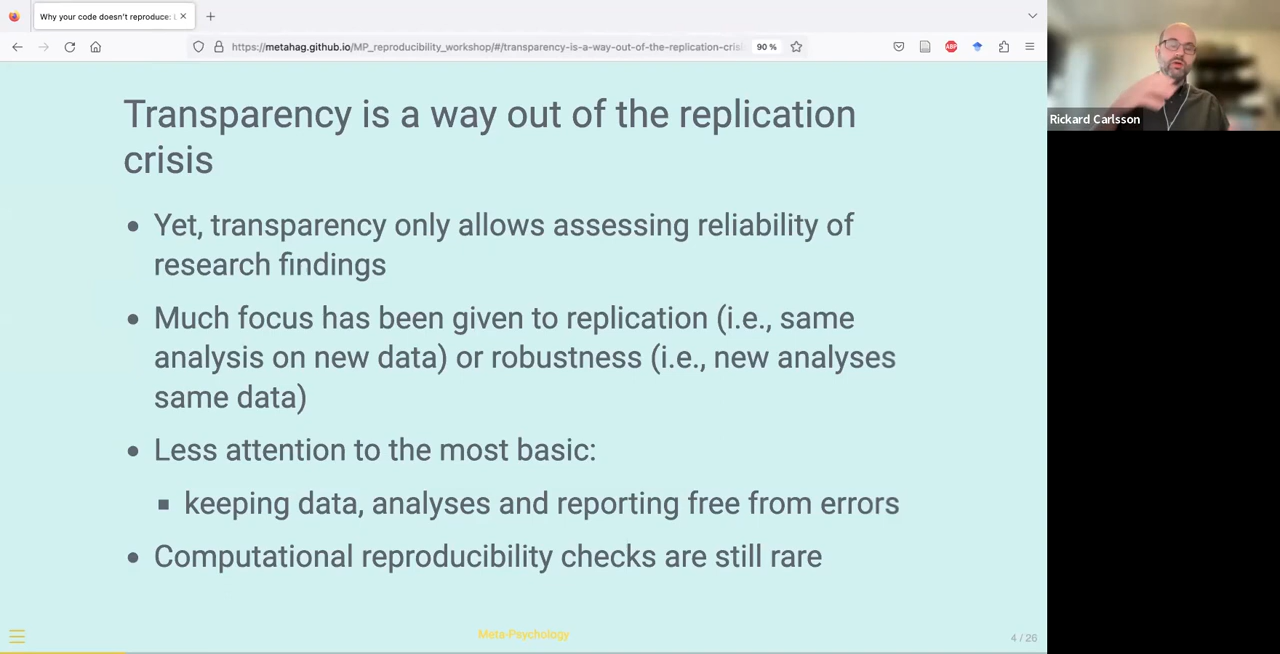 Why your code doesn't reproduce:
https://metahag.github.io/MP_reproducibility_workshop/#/transparency-is-a-way-out-of-the-replication-cris
90 %
ABP
Rickard Carlsson
Transparency is a way out of the replication
crisis
Yet, transparency only allows assessing reliability of
research findings
Much focus has been given to replication (i.e., same
analysis on new data) or robustness (i.e., new analyses
same data)
Less attention to the most basic:
keeping data, analyses and reporting free from errors
Computational reproducibility checks are still rare
Meta-Psychology
4 / 26